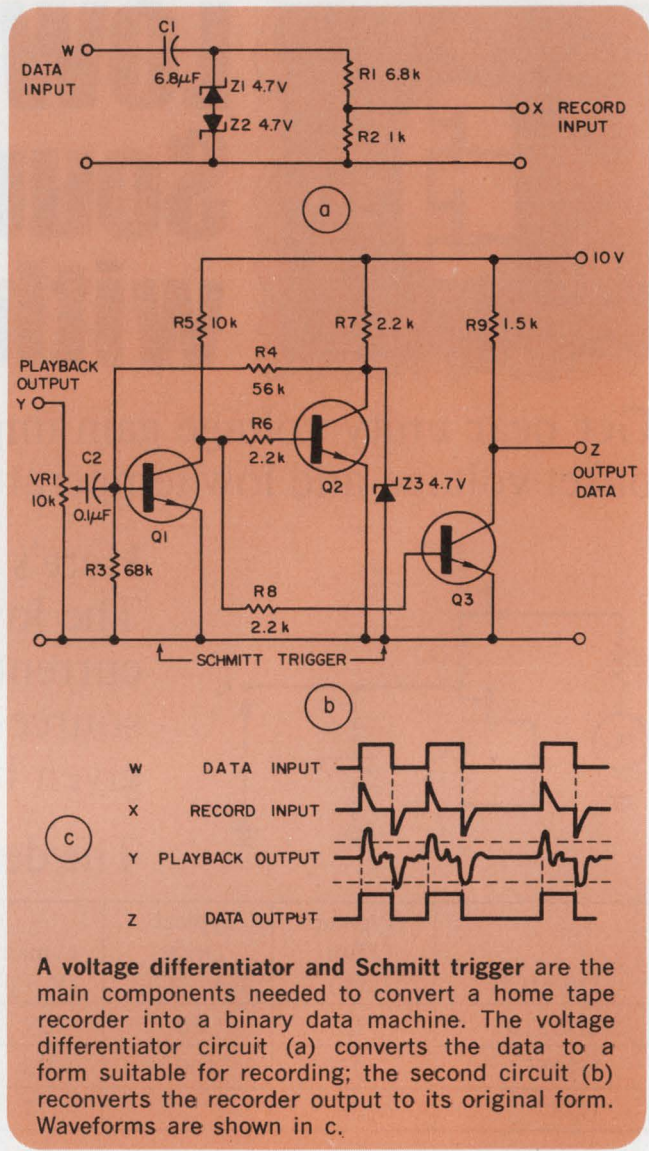 C1
W
DATA
INPUT
6.8µF
Z1 4.7V
Z2 4.7V
R1 6.8k
R2 1k
X RECORD
INPUT
a
10V
R5 10k
R7 2.2k
R9 1.5k
R4
56k
PLAYBACK
OUTPUT
Y
R6
2.2k
Z
OUTPUT
DATA
VR1
10k
C2
0.1µF
Q1
Q2
Z3 4.7V
R3 68k
R8
2.2k
Q3
SCHMITT TRIGGER
b
W DATA INPUT
X RECORD INPUT
c
Y PLAYBACK OUTPUT
Z DATA OUTPUT
A voltage differentiator and Schmitt trigger are the
main components needed to convert a home tape
recorder into a binary data machine. The voltage
differentiator circuit (a) converts the data to a
form suitable for recording; the second circuit (b)
reconverts the recorder output to its original form.
Waveforms are shown in c.